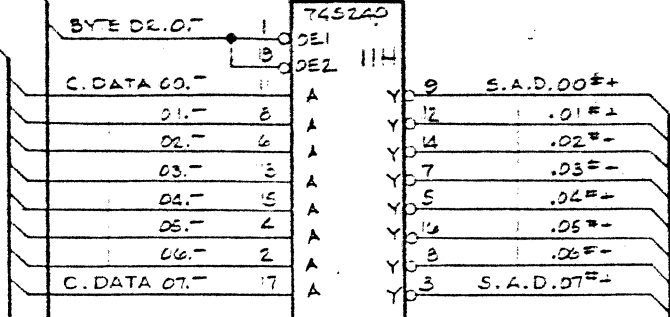 74S240
BYTE DR.0.- 1 OE1
19 OE2 11H
C.DATA 00.- 11 A Y 9 S.A.D.00#+
01.- 8 A Y 12 .01#+
02.- 6 A Y 14 .02#+
03.- 13 A Y 7 .03#+
04.- 15 A Y 5 .04#+
05.- 4 A Y 16 .05#+
06.- 2 A Y .06#+
C.DATA 07.- 17 A Y 3 S.A.D.07#+